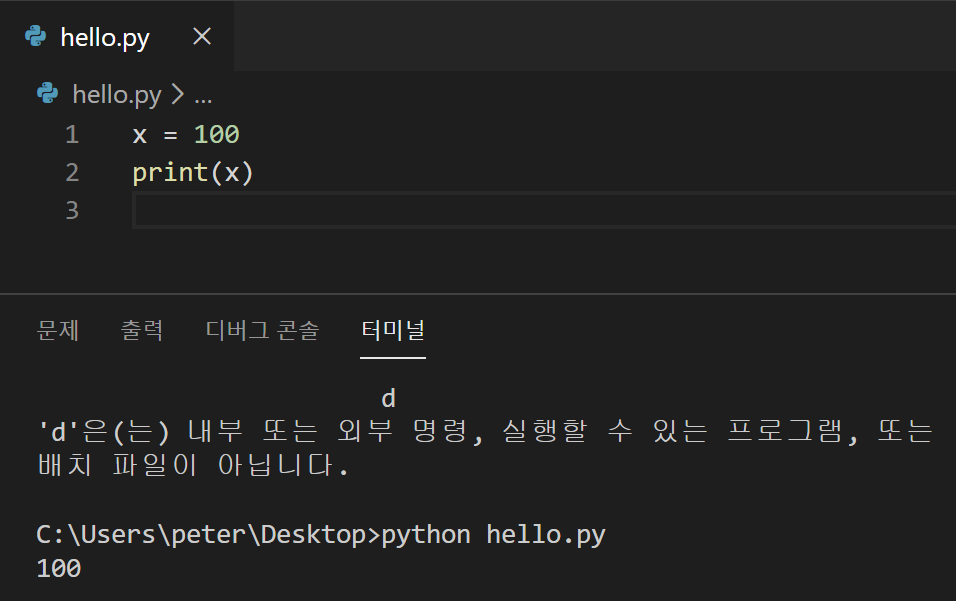 hello.py
hello.py > ...
1 x = 100
2 print(x)
3
문제 출력 디버그 콘솔 터미널
d
'd'은(는) 내부 또는 외부 명령, 실행할 수 있는 프로그램, 또는
배치 파일이 아닙니다.
C:\Users\peter\Desktop>python hello.py
100